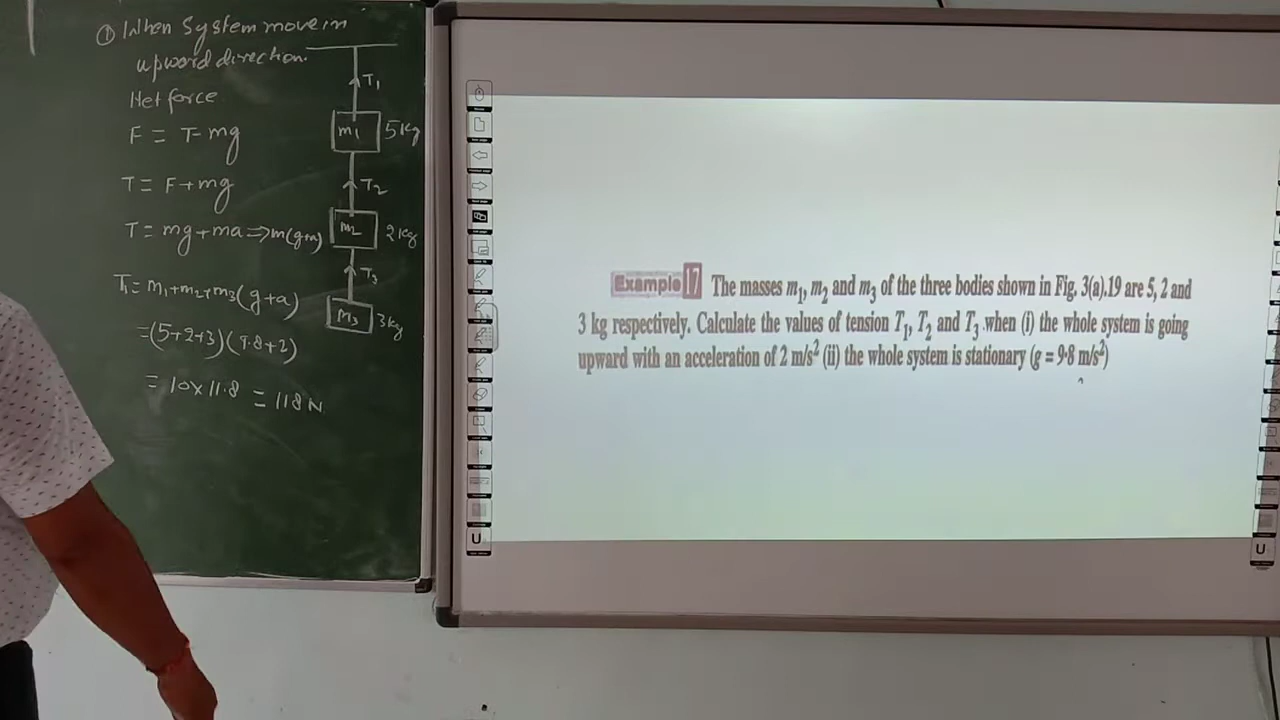 ① When System move in
upword direction.
Net force
F = T-mg
T = F+mg
T = mg+ma ⇒ m(g+a)
T₁ = m₁+m₂+m₃(g+a)
=(5+2+3)(9.8+2)
= 10×11.8 = 118 N
T₁
m₁ 5kg
T₂
m₂ 2kg
T₃
m₃ 3kg
Example 17 The masses m₁, m₂ and m₃ of the three bodies shown in Fig. 3(a).19 are 5, 2 and
3 kg respectively. Calculate the values of tension T₁, T₂ and T₃ when (i) the whole system is going
upward with an acceleration of 2 m/s² (ii) the whole system is stationary (g = 9·8 m/s²)
U
U